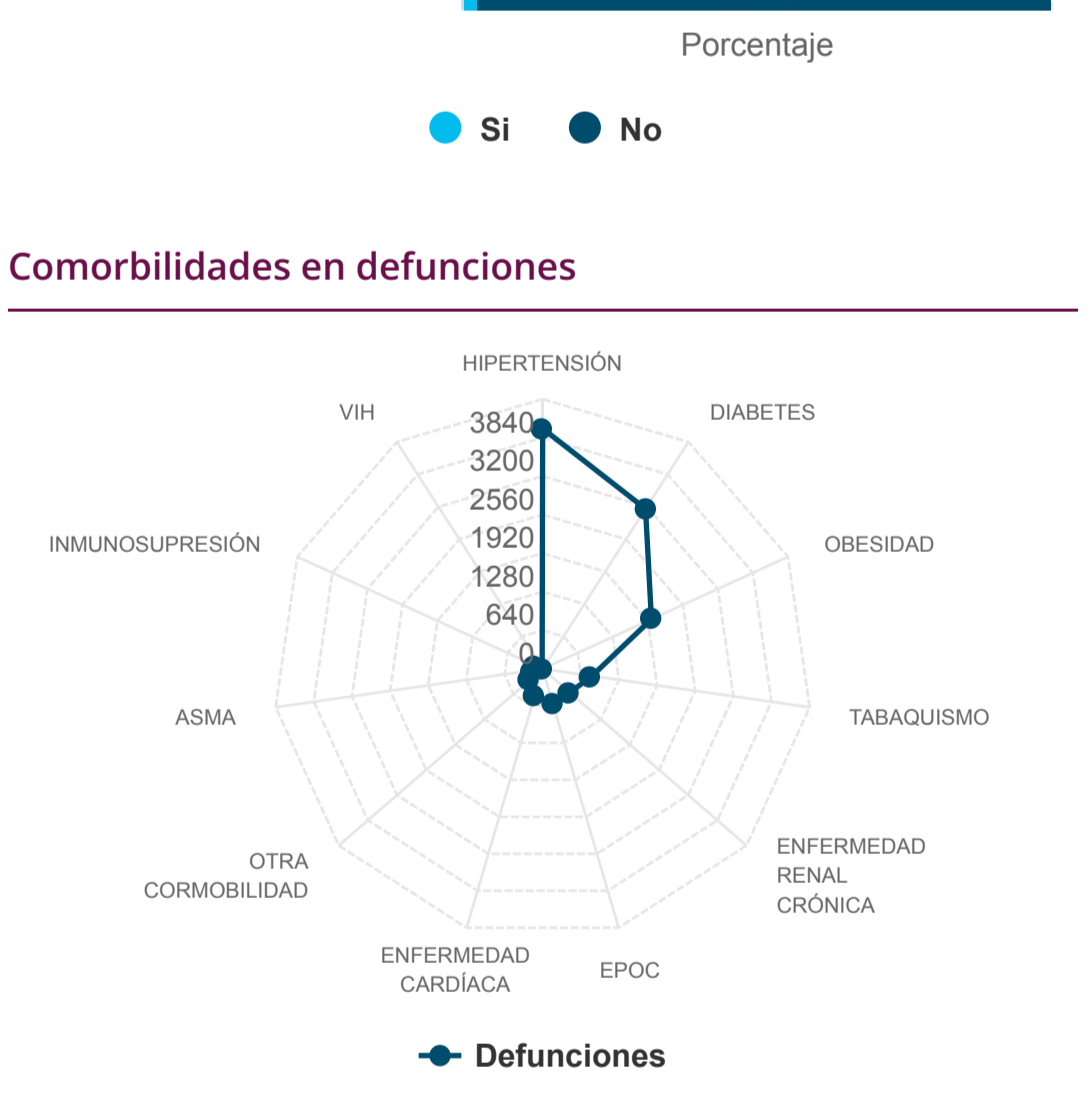 Porcentaje
Si
No
Comorbilidades en defunciones
HIPERTENSIÓN
VIH
DIABETES
3840
3200
2560
1920
1280
640
0
INMUNOSUPRESIÓN
OBESIDAD
ASMA
TABAQUISMO
OTRA
CORMOBILIDAD
ENFERMEDAD
RENAL
CRÓNICA
ENFERMEDAD
CARDÍACA
EPOC
Defunciones